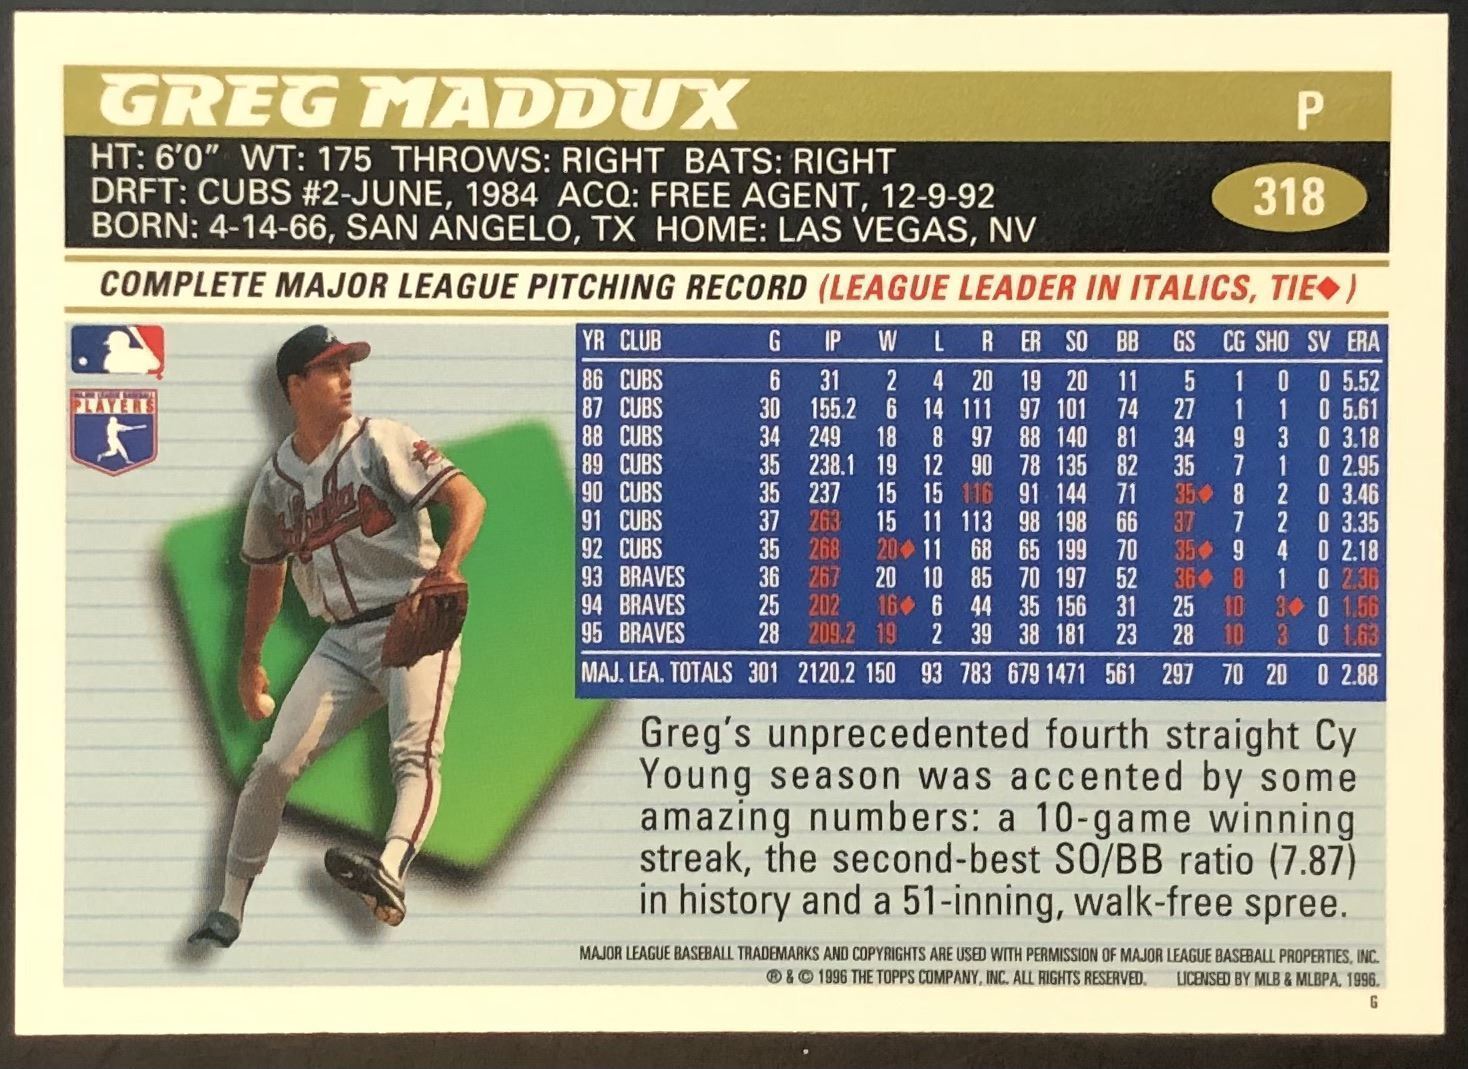 GREG MADDUX P
HT: 6'0" WT: 175 THROWS: RIGHT BATS: RIGHT
DRFT: CUBS #2-JUNE, 1984 ACQ: FREE AGENT, 12-9-92
318
BORN: 4-14-66, SAN ANGELO, TX HOME: LAS VEGAS, NV
COMPLETE MAJOR LEAGUE PITCHING RECORD (LEAGUE LEADER IN ITALICS, TIE♦)
MAJOR LEAGUE BASEBALL
PLAYERS
Atlanta
YR CLUB G IP W L R ER SO BB GS CG SHO SV ERA
86 CUBS 6 31 2 4 20 19 20 11 5 1 0 0 5.52
87 CUBS 30 155.2 6 14 111 97 101 74 27 1 1 0 5.61
88 CUBS 34 249 18 8 97 88 140 81 34 9 3 0 3.18
89 CUBS 35 238.1 19 12 90 78 135 82 35 7 1 0 2.95
90 CUBS 35 237 15 15 116 91 144 71 35♦ 8 2 0 3.46
91 CUBS 37 263 15 11 113 98 198 66 37 7 2 0 3.35
92 CUBS 35 268 20♦ 11 68 65 199 70 35♦ 9 4 0 2.18
93 BRAVES 36 267 20 10 85 70 197 52 36♦ 8 1 0 2.36
94 BRAVES 25 202 16♦ 6 44 35 156 31 25 10 3♦ 0 1.56
95 BRAVES 28 209.2 19 2 39 38 181 23 28 10 3 0 1.63
MAJ. LEA. TOTALS 301 2120.2 150 93 783 679 1471 561 297 70 20 0 2.88
Greg's unprecedented fourth straight Cy
Young season was accented by some
amazing numbers: a 10-game winning
streak, the second-best SO/BB ratio (7.87)
in history and a 51-inning, walk-free spree.
MAJOR LEAGUE BASEBALL TRADEMARKS AND COPYRIGHTS ARE USED WITH PERMISSION OF MAJOR LEAGUE BASEBALL PROPERTIES, INC.
® & © 1996 THE TOPPS COMPANY, INC. ALL RIGHTS RESERVED. LICENSED BY MLB & MLBPA, 1996.
G